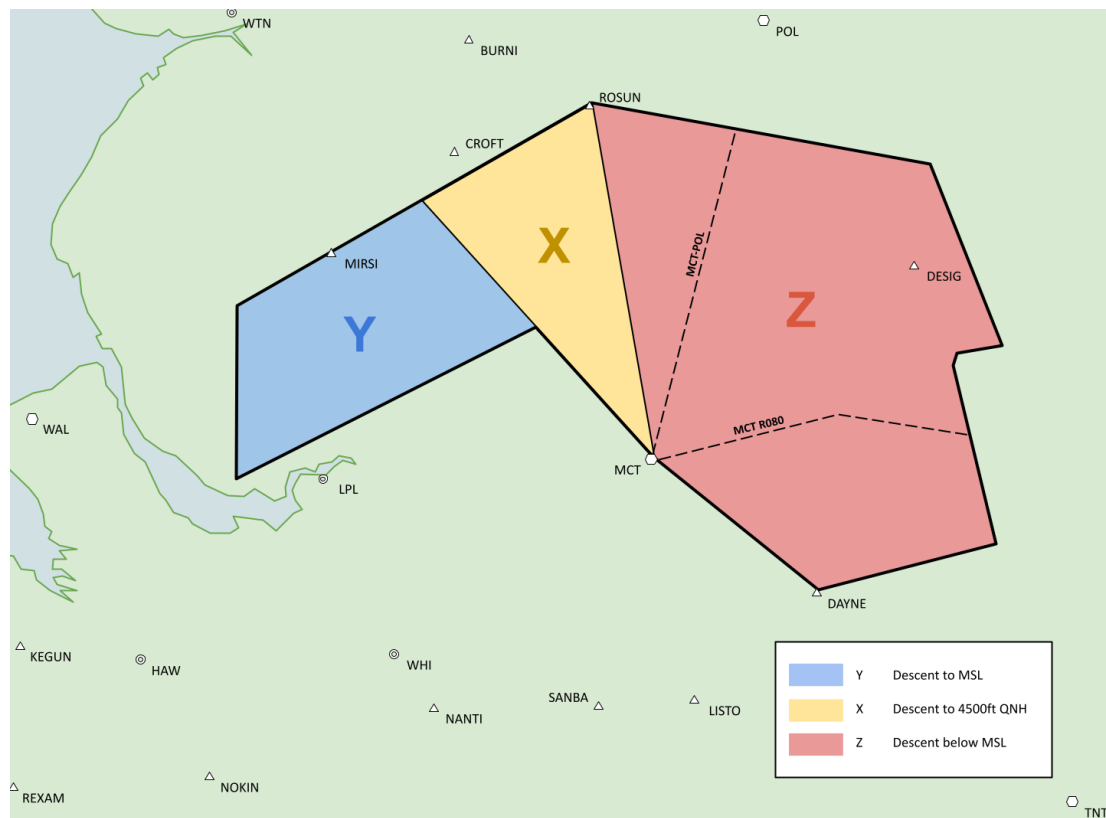 WTN
POL
BURNI
ROSUN
CROFT
X
MCT-POL
MIRSI
DESIG
Y
Z
WAL
MCT R080
MCT
LPL
DAYNE
KEGUN
HAW
WHI
SANBA
LISTO
NANTI
NOKIN
REXAM
TNT
Y Descent to MSL
X Descent to 4500ft QNH
Z Descent below MSL